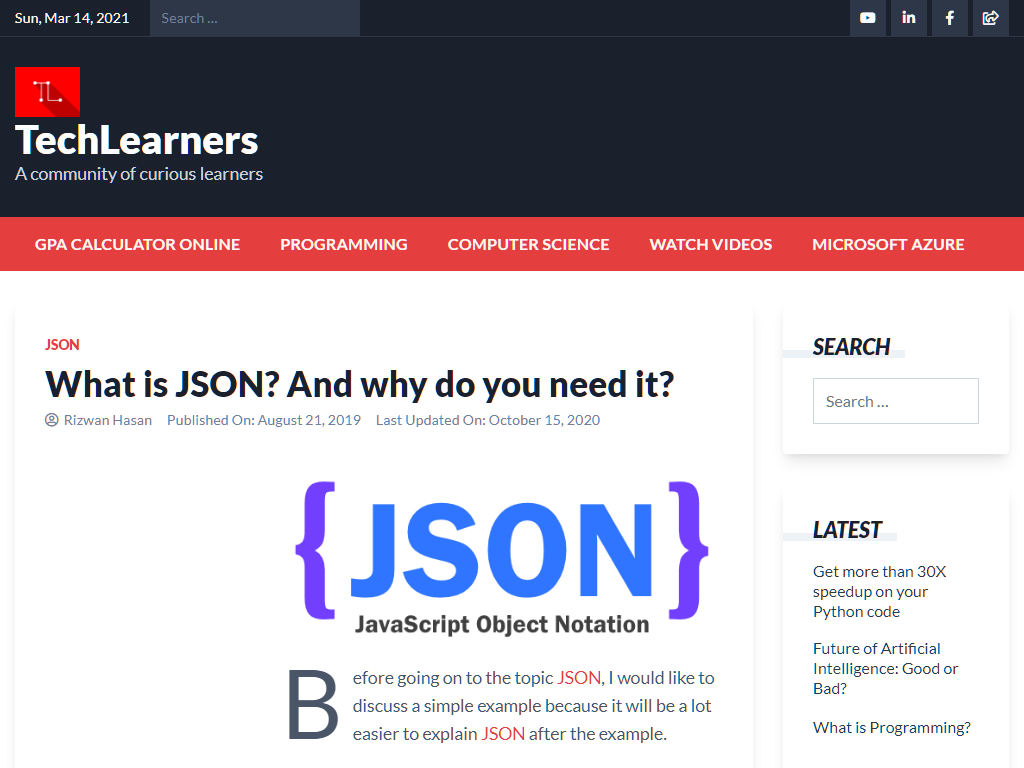 Sun, Mar 14, 2021
Search ...
TL
TechLearners
A community of curious learners
GPA CALCULATOR ONLINE
PROGRAMMING
COMPUTER SCIENCE
WATCH VIDEOS
MICROSOFT AZURE
JSON
What is JSON? And why do you need it?
Rizwan Hasan Published On: August 21, 2019 Last Updated On: October 15, 2020
{JSON}
JavaScript Object Notation
Before going on to the topic JSON, I would like to
discuss a simple example because it will be a lot
easier to explain JSON after the example.
SEARCH
Search ...
LATEST
Get more than 30X
speedup on your
Python code
Future of Artificial
Intelligence: Good or
Bad?
What is Programming?